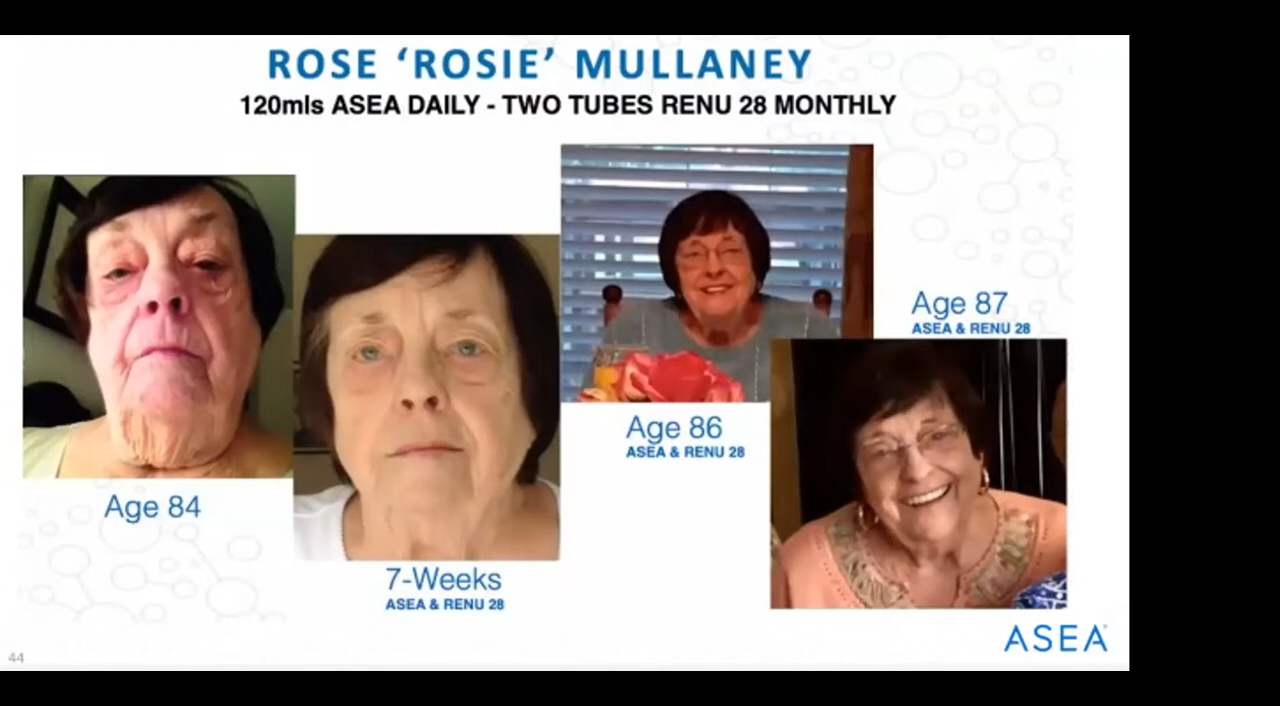 ROSE ‘ROSIE’ MULLANEY
120mls ASEA DAILY - TWO TUBES RENU 28 MONTHLY
Age 84
7-Weeks
ASEA & RENU 28
Age 86
ASEA & RENU 28
Age 87
ASEA & RENU 28
ASEA
44